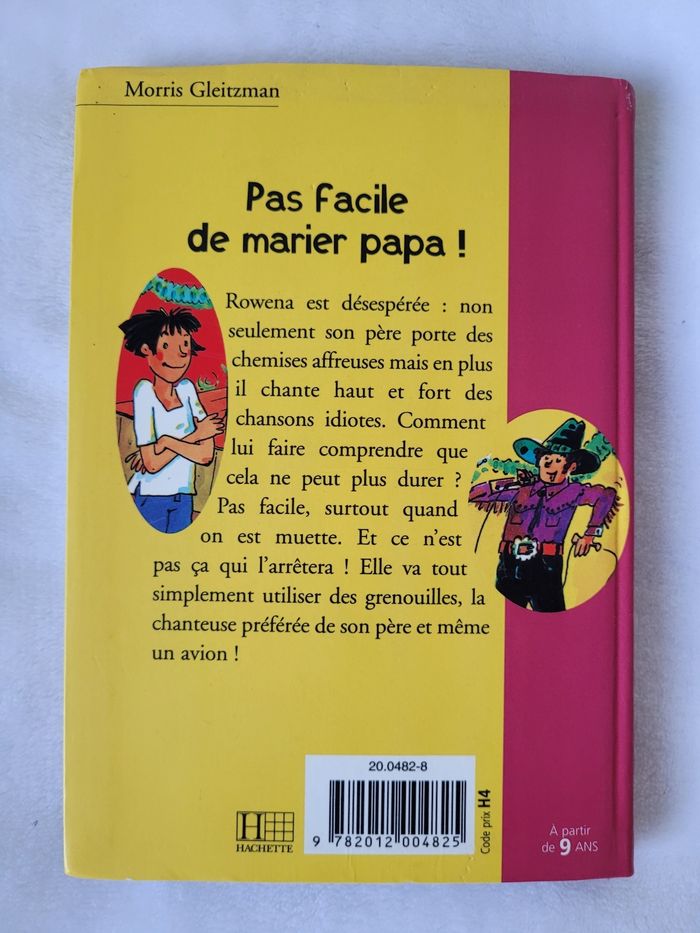 Morris Gleitzman
Pas facile
de marier papa !
Rowena est désespérée : non
seulement son père porte des
chemises affreuses mais en plus
il chante haut et fort des
chansons idiotes. Comment
lui faire comprendre que
cela ne peut plus durer ?
Pas facile, surtout quand
on est muette. Et ce n'est
pas ça qui l'arrêtera ! Elle va tout
simplement utiliser des grenouilles, la
chanteuse préférée de son père et même
un avion !
20.0482-8
9 782012 004825
Code prix H4
H
HACHETTE
À partir
de 9 ANS